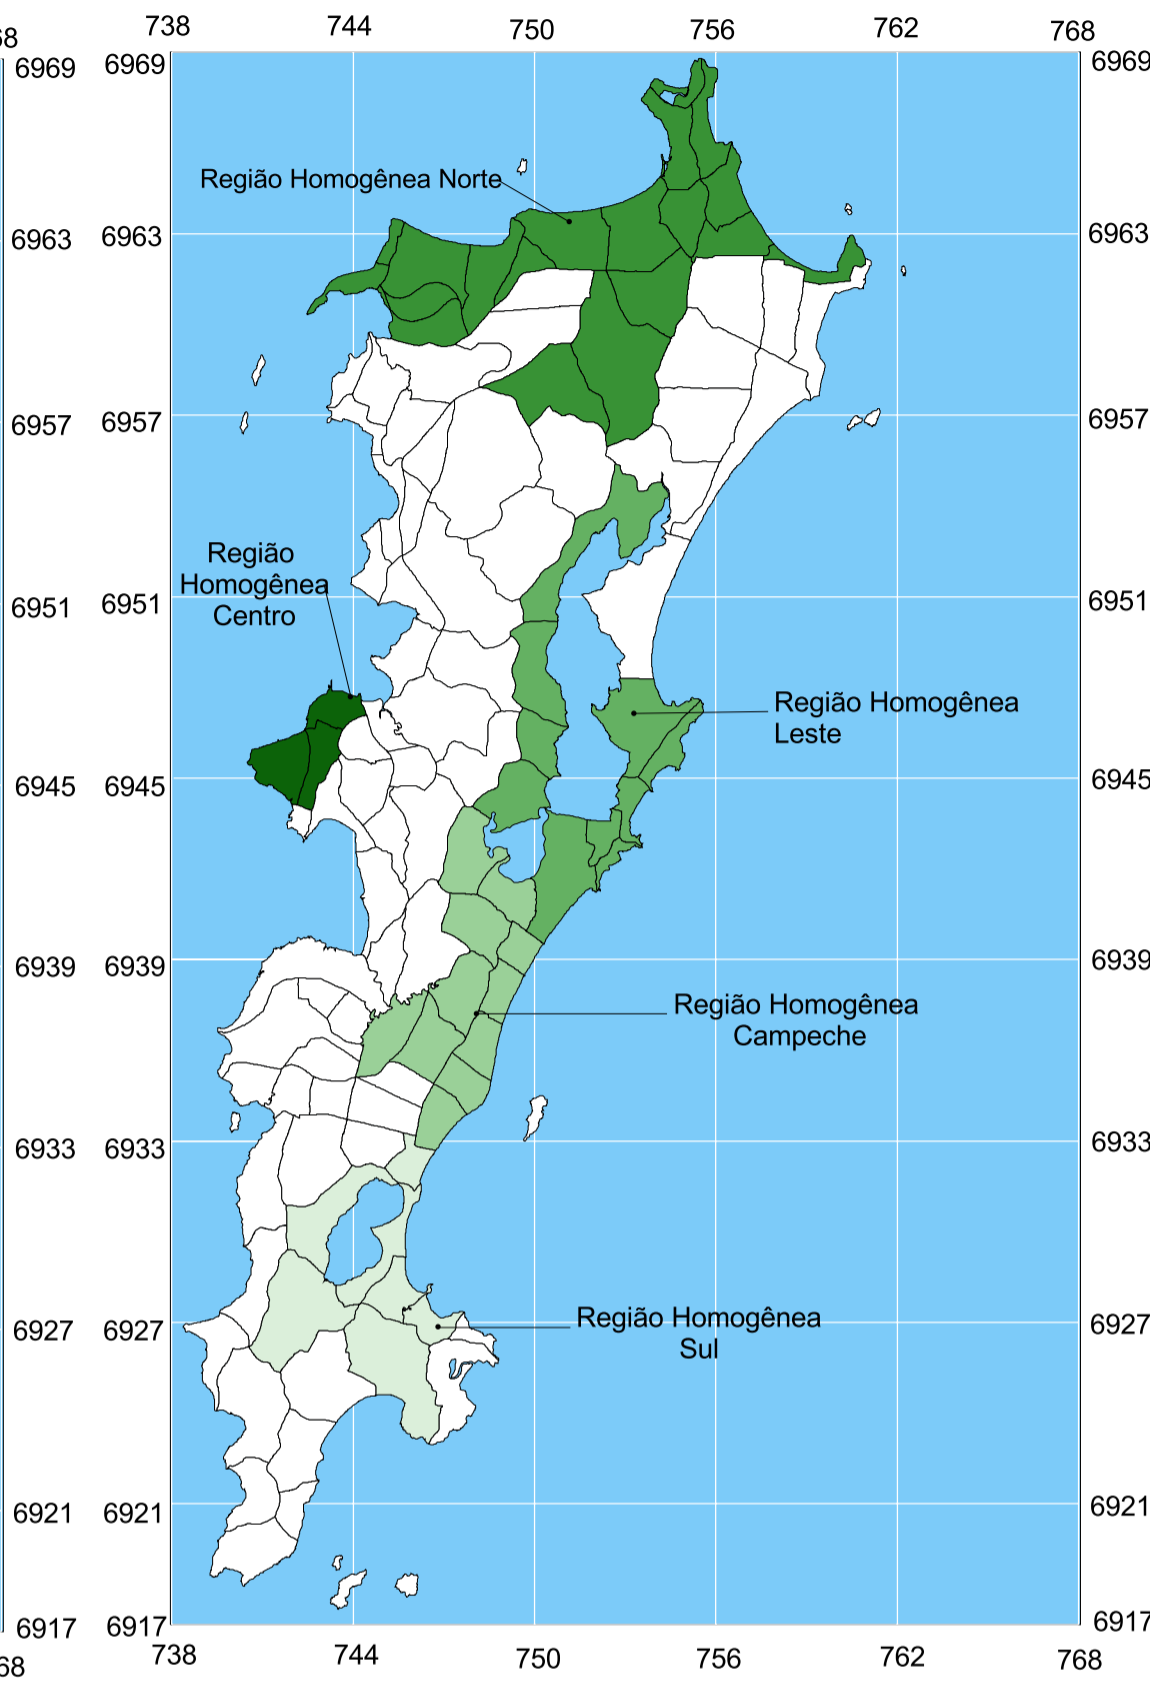 738 744 750 756 762 768
68
6969 6969 6969
Região Homogênea Norte
6963 6963 6963
6957 6957 6957
Região
Homogênea
Centro
6951 6951 6951
Região Homogênea
Leste
6945 6945 6945
6939 6939 6939
Região Homogênea
Campeche
6933 6933 6933
Região Homogênea
Sul
6927 6927 6927
6921 6921 6921
6917 6917 6917
68
738 744 750 756 762 768